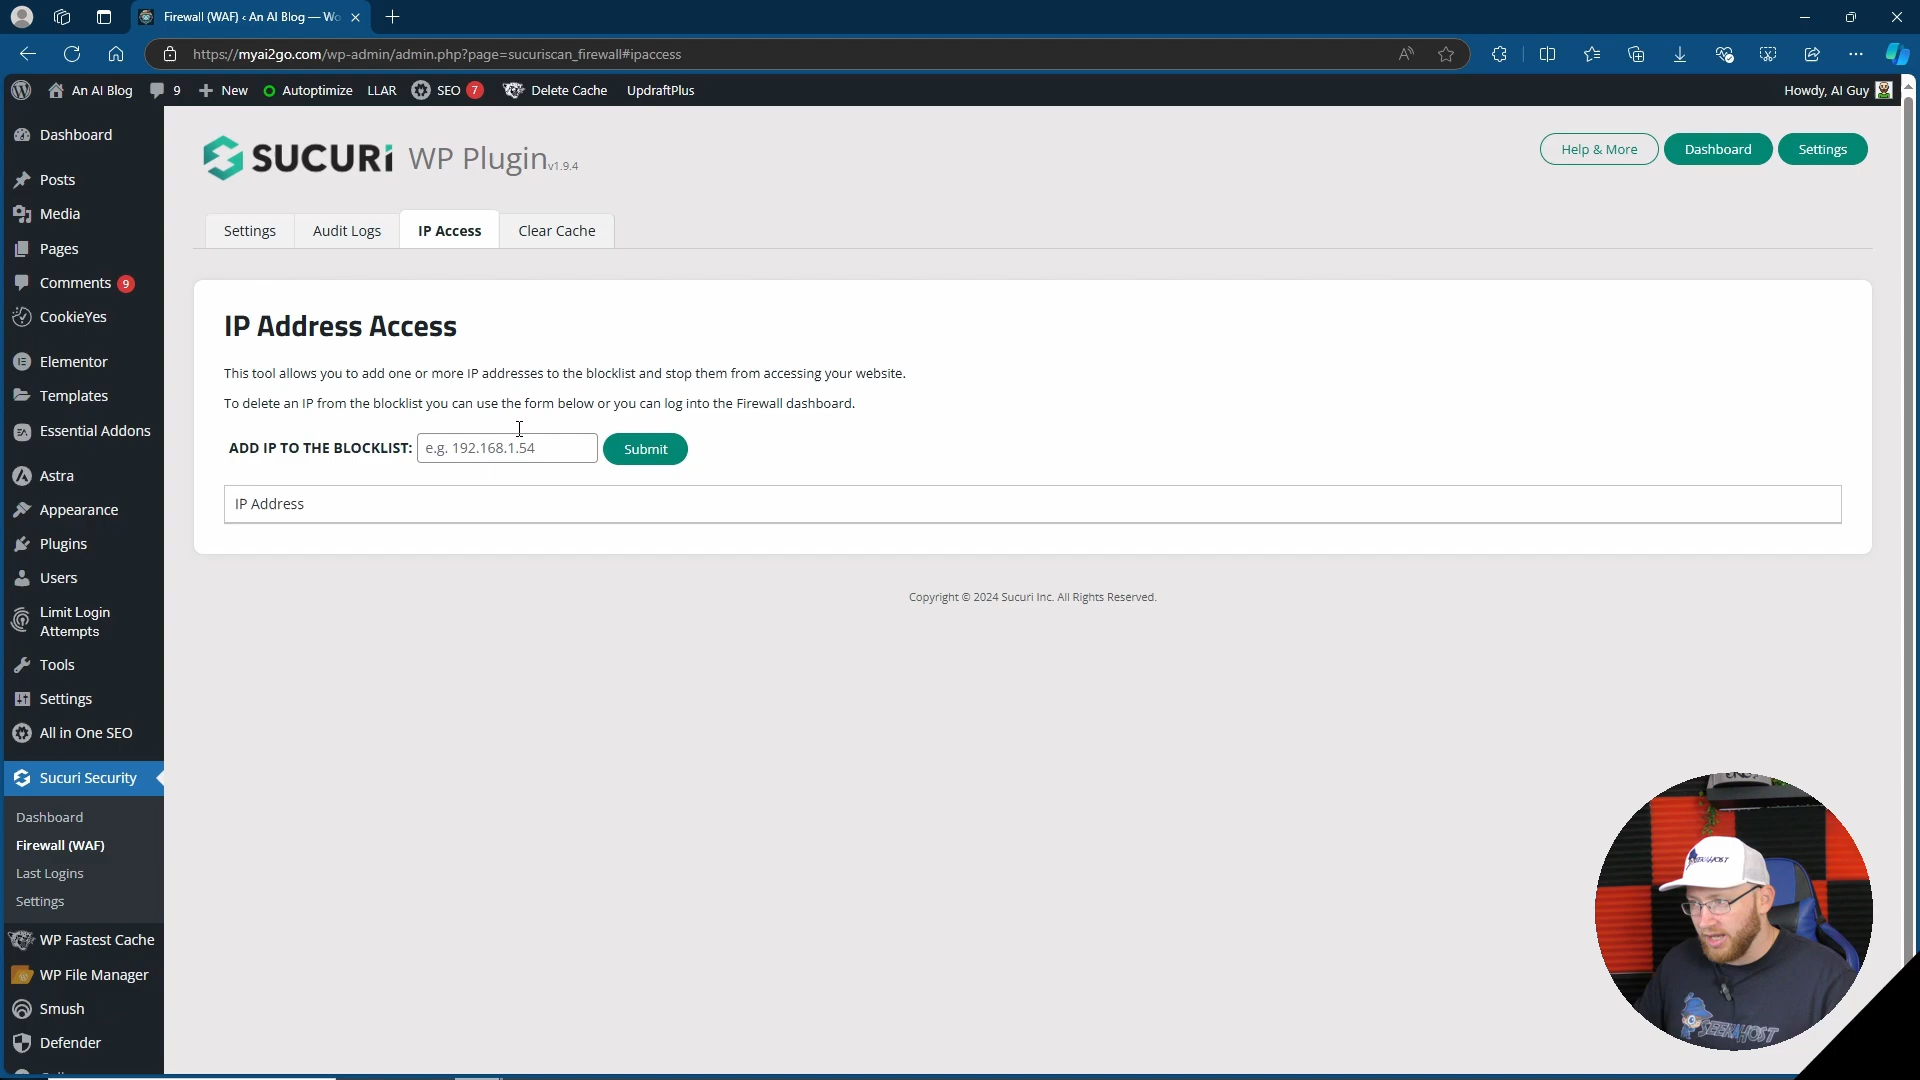 Firewall (WAF) ‹ An AI Blog — Wo
https://myai2go.com/wp-admin/admin.php?page=sucuriscan_firewall#ipaccess
An AI Blog
9
New
Autoptimize
LLAR
SEO
7
Delete Cache
UpdraftPlus
Howdy, AI Guy
Dashboard
Posts
Media
Pages
Comments
9
CookieYes
Elementor
Templates
Essential Addons
Astra
Appearance
Plugins
Users
Limit Login
Attempts
Tools
Settings
All in One SEO
Sucuri Security
Dashboard
Firewall (WAF)
Last Logins
Settings
WP Fastest Cache
WP File Manager
Smush
Defender
SUCURi WP Plugin v1.9.4
Help & More
Dashboard
Settings
Settings
Audit Logs
IP Access
Clear Cache
IP Address Access
This tool allows you to add one or more IP addresses to the blocklist and stop them from accessing your website.
To delete an IP from the blocklist you can use the form below or you can log into the Firewall dashboard.
ADD IP TO THE BLOCKLIST:
e.g. 192.168.1.54
Submit
IP Address
Copyright © 2024 Sucuri Inc. All Rights Reserved.
SEEKAHOST
SEEKAHOST